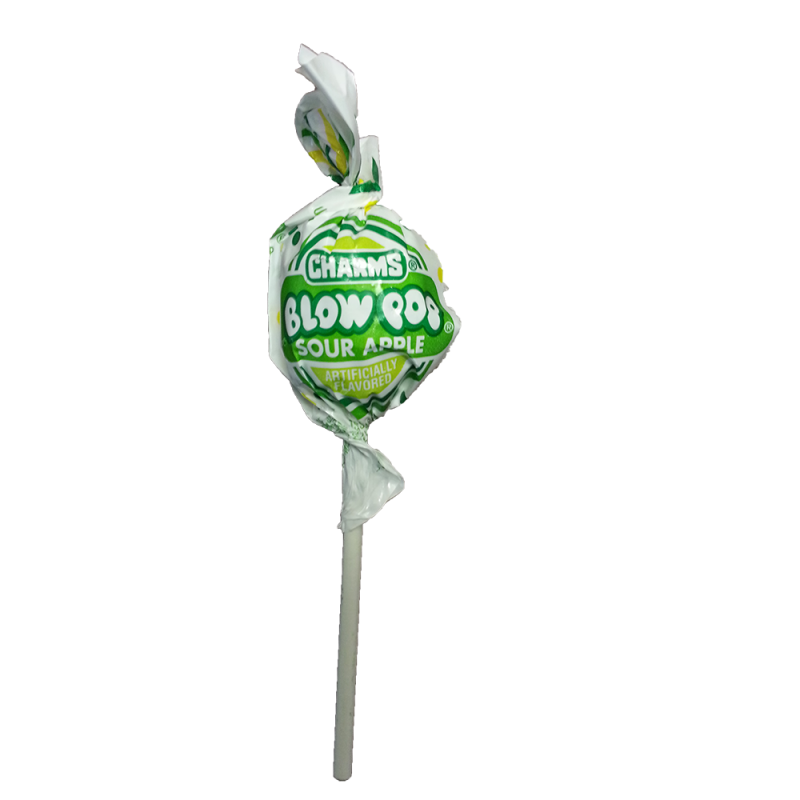 CHARMS®
BLOW POP®
SOUR APPLE
ARTIFICIALLY
FLAVORED